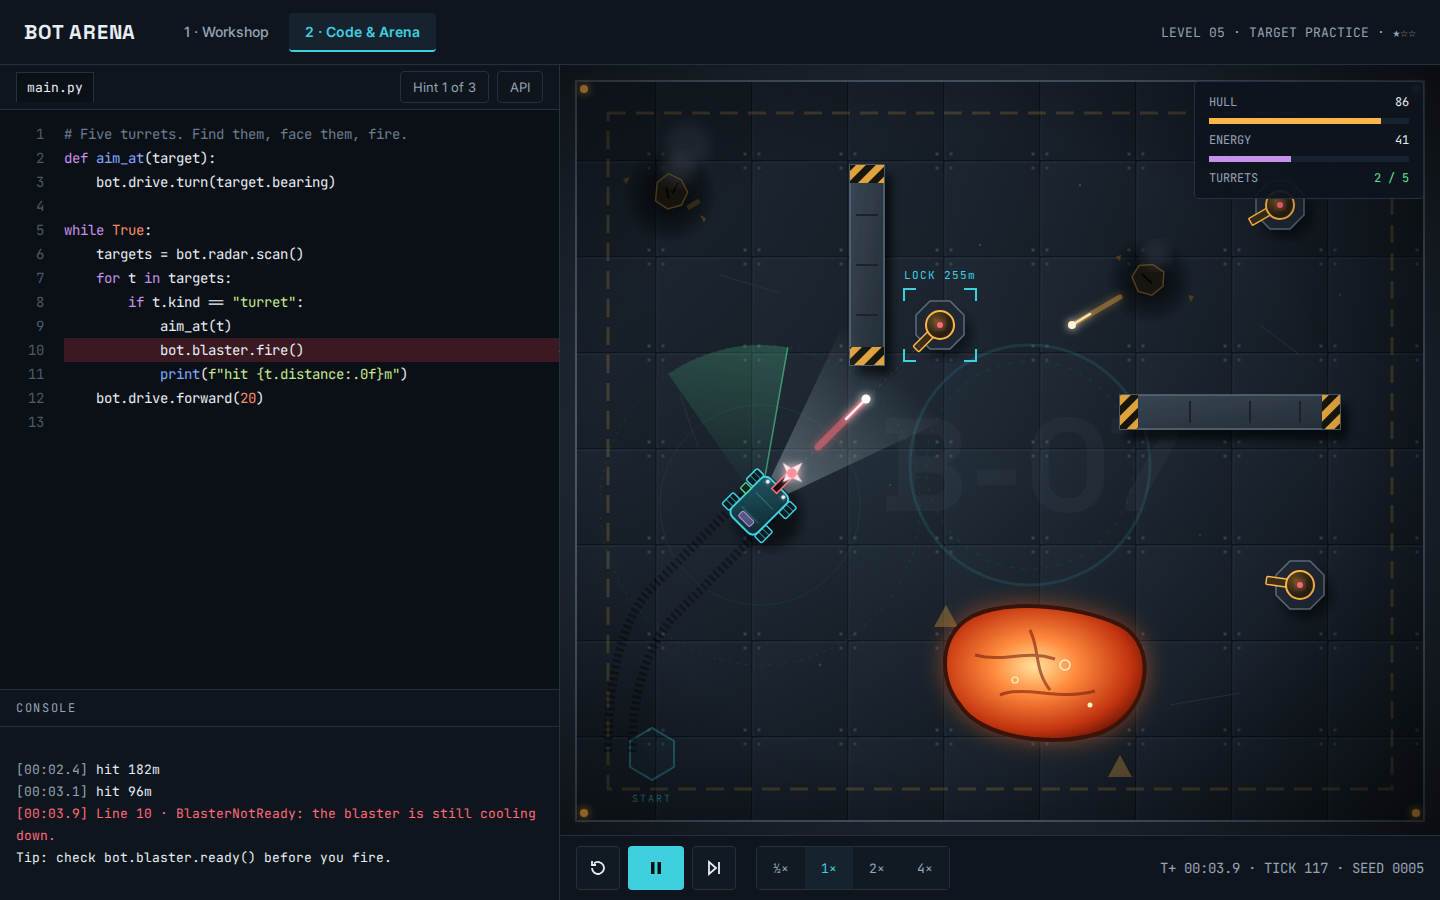 BOT ARENA
1 · Workshop
2 · Code & Arena
LEVEL 05 · TARGET PRACTICE · ★☆☆
main.py
Hint 1 of 3
API
1 # Five turrets. Find them, face them, fire.
2 def aim_at(target):
3 bot.drive.turn(target.bearing)
4
5 while True:
6 targets = bot.radar.scan()
7 for t in targets:
8 if t.kind == "turret":
9 aim_at(t)
10 bot.blaster.fire()
11 print(f"hit {t.distance:.0f}m")
12 bot.drive.forward(20)
13
CONSOLE
[00:02.4] hit 182m
[00:03.1] hit 96m
[00:03.9] Line 10 · BlasterNotReady: the blaster is still cooling
down.
Tip: check bot.blaster.ready() before you fire.
HULL 86
ENERGY 41
TURRETS 2 / 5
LOCK 255m
B-07
START
½×
1×
2×
4×
T+ 00:03.9 · TICK 117 · SEED 0005